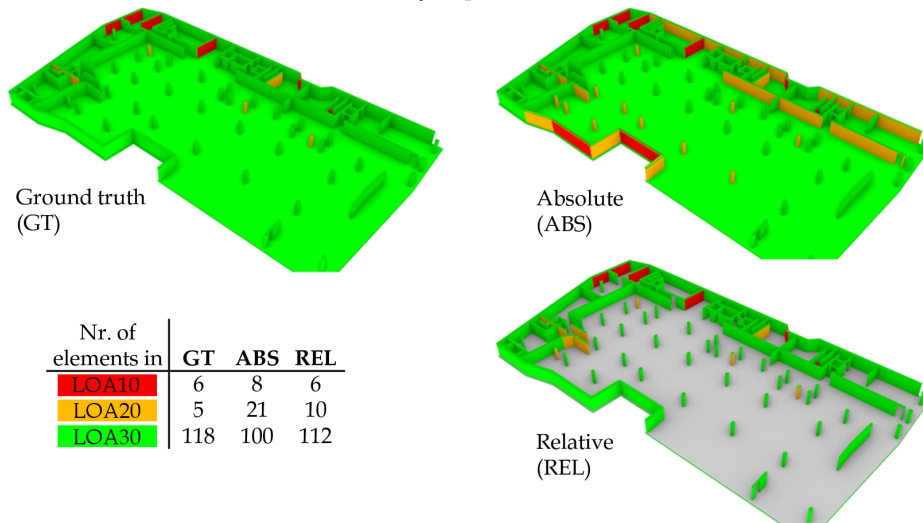 Ground truth
(GT)
Absolute
(ABS)
Nr. of
elements in GT ABS REL
LOA10 6 8 6
LOA20 5 21 10
LOA30 118 100 112
Relative
(REL)